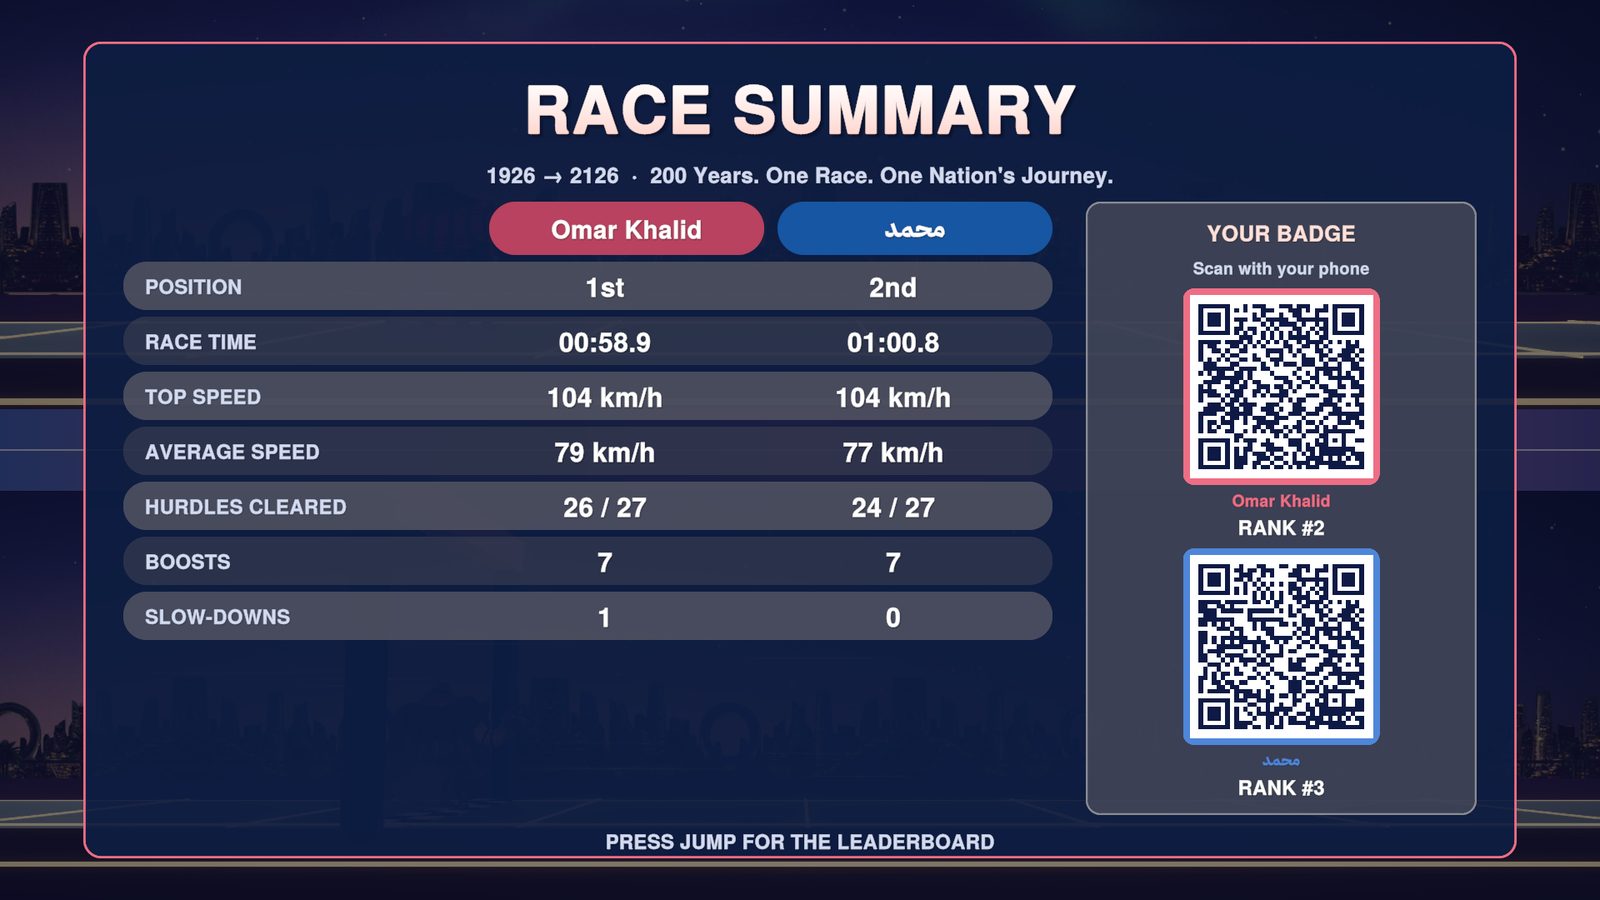 RACE SUMMARY
1926 → 2126 · 200 Years. One Race. One Nation's Journey.
Omar Khalid محمد
POSITION 1st 2nd
RACE TIME 00:58.9 01:00.8
TOP SPEED 104 km/h 104 km/h
AVERAGE SPEED 79 km/h 77 km/h
HURDLES CLEARED 26 / 27 24 / 27
BOOSTS 7 7
SLOW-DOWNS 1 0
YOUR BADGE
Scan with your phone
Omar Khalid
RANK #2
محمد
RANK #3
PRESS JUMP FOR THE LEADERBOARD